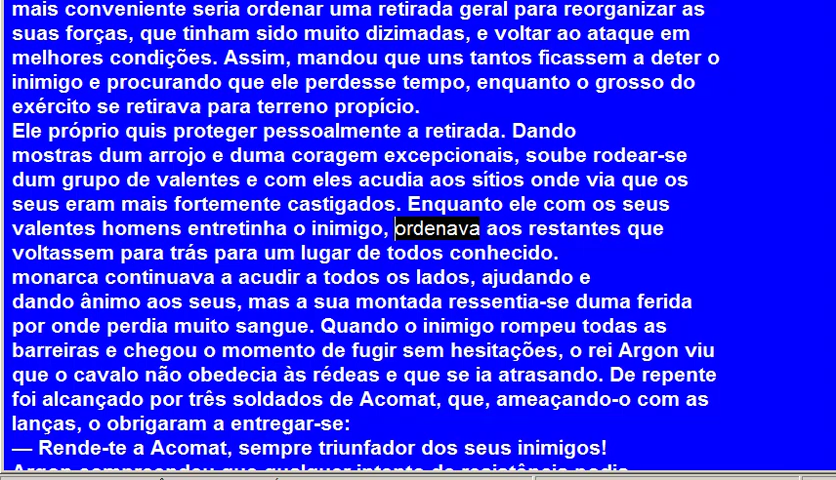 mais conveniente seria ordenar uma retirada geral para reorganizar as
suas forças, que tinham sido muito dizimadas, e voltar ao ataque em
melhores condições. Assim, mandou que uns tantos ficassem a deter o
inimigo e procurando que ele perdesse tempo, enquanto o grosso do
exército se retirava para terreno propício.
Ele próprio quis proteger pessoalmente a retirada. Dando
mostras dum arrojo e duma coragem excepcionais, soube rodear-se
dum grupo de valentes e com eles acudia aos sítios onde via que os
seus eram mais fortemente castigados. Enquanto ele com os seus
valentes homens entretinha o inimigo, ordenava aos restantes que
voltassem para trás para um lugar de todos conhecido.
monarca continuava a acudir a todos os lados, ajudando e
dando ânimo aos seus, mas a sua montada ressentia-se duma ferida
por onde perdia muito sangue. Quando o inimigo rompeu todas as
barreiras e chegou o momento de fugir sem hesitações, o rei Argon viu
que o cavalo não obedecia às rédeas e que se ia atrasando. De repente
foi alcançado por três soldados de Acomat, que, ameaçando-o com as
lanças, o obrigaram a entregar-se:
— Rende-te a Acomat, sempre triunfador dos seus inimigos!
Argon compreendeu que qualquer intento de resistência podia